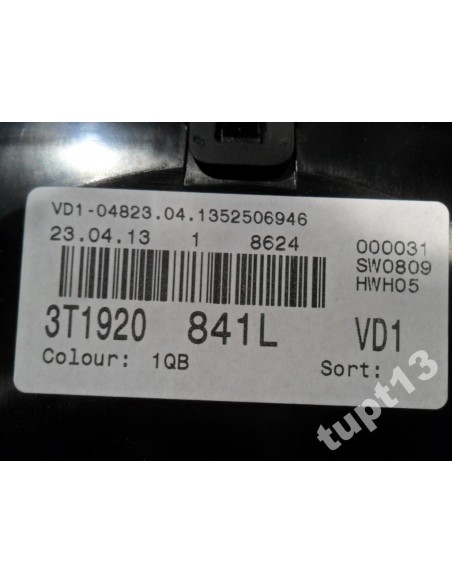 VD1-04823.04.1352506946
23.04.13 1 8624 000031
SW0809
HWH05
3T1920 841L VD1
Colour: 1QB Sort:
tupt13